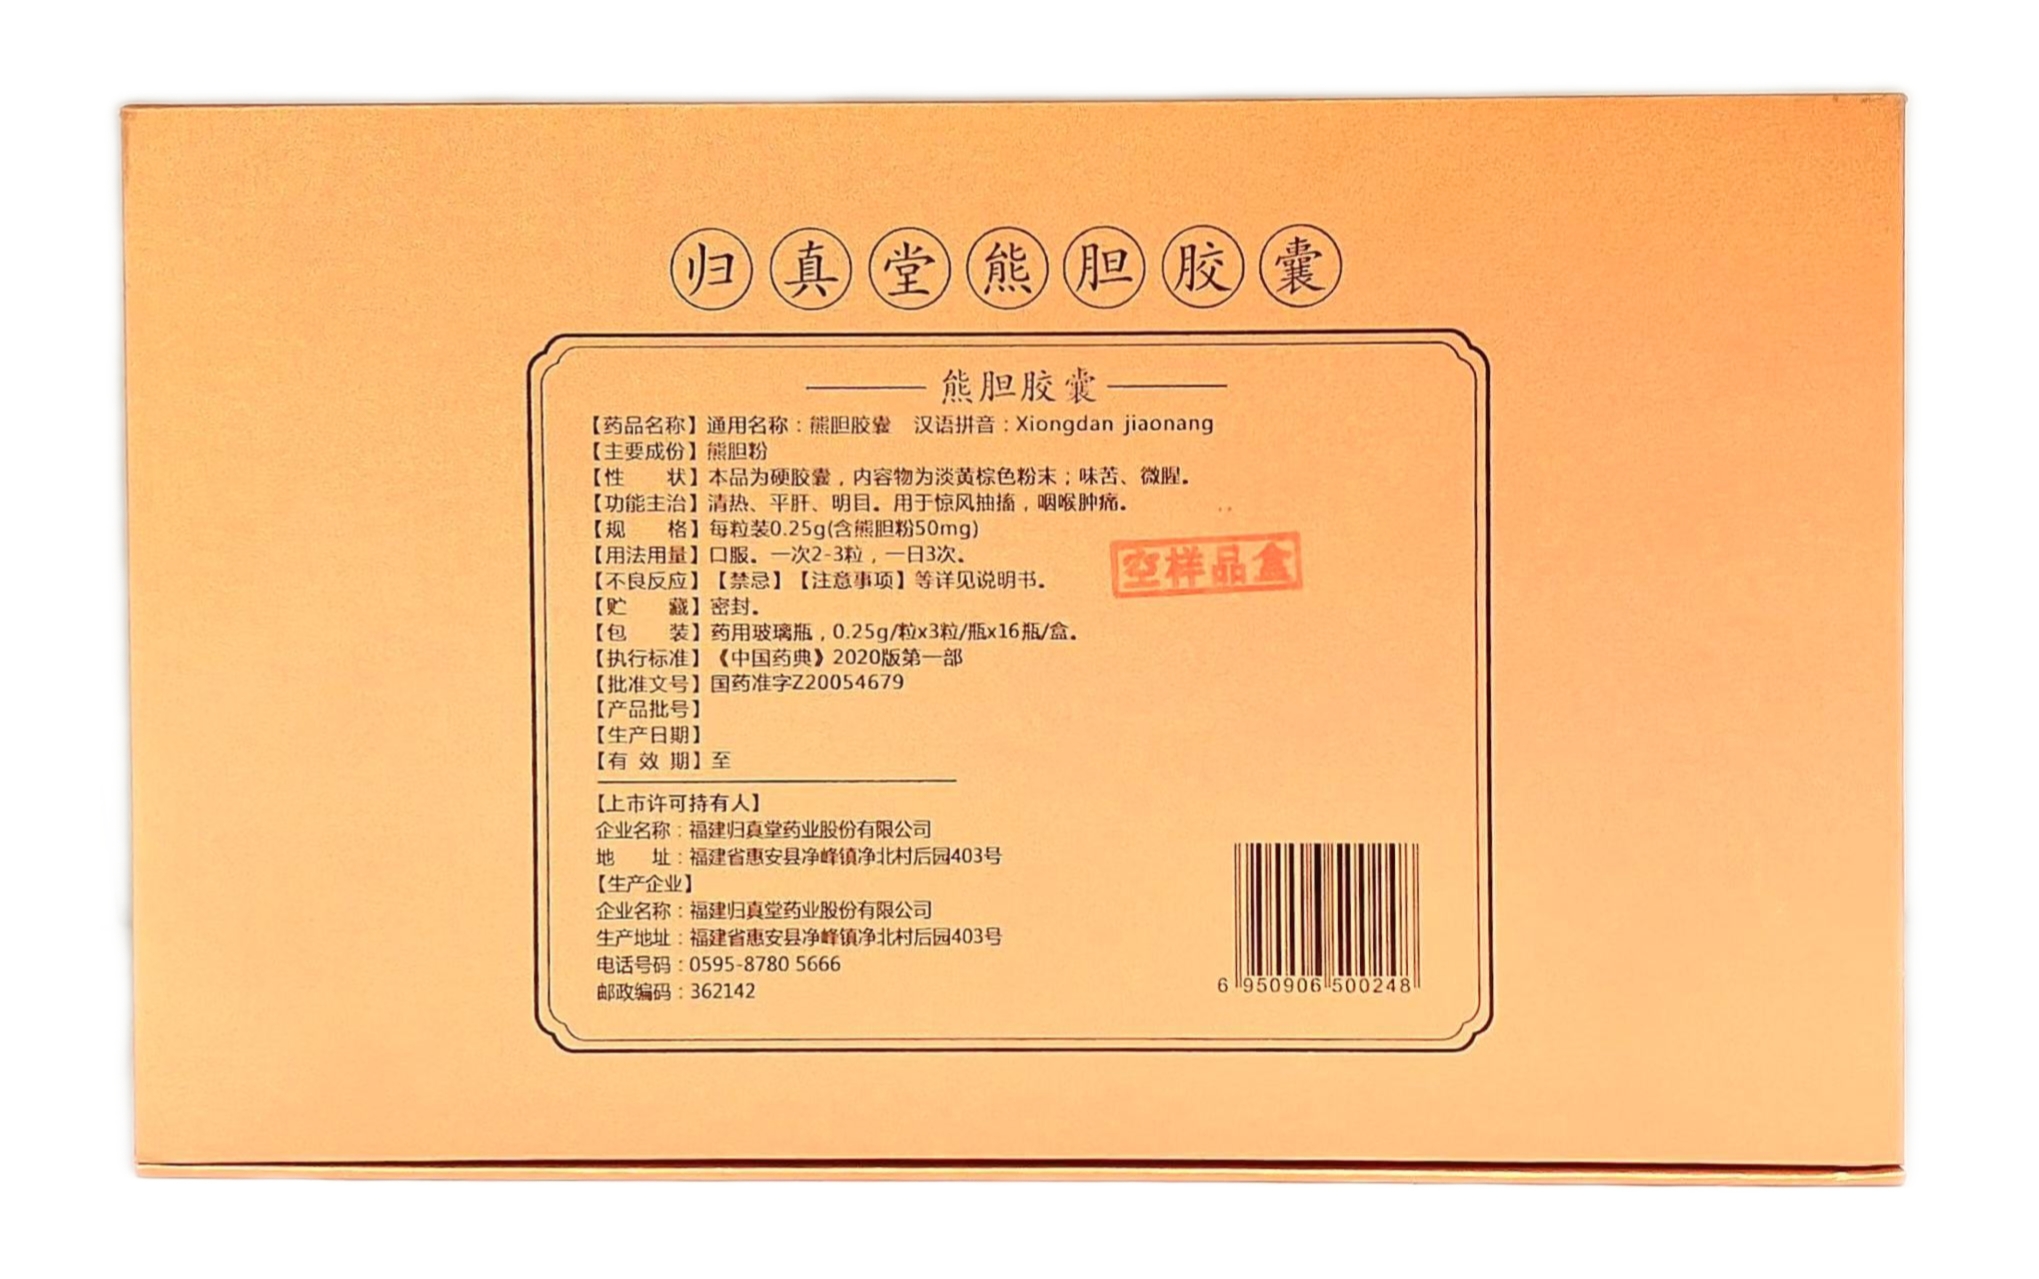 归真堂熊胆胶囊
熊胆胶囊
【药品名称】通用名称：熊胆胶囊　汉语拼音：Xiongdan jiaonang
【主要成份】熊胆粉
【性　　状】本品为硬胶囊，内容物为淡黄棕色粉末；味苦、微腥。
【功能主治】清热、平肝、明目。用于惊风抽搐，咽喉肿痛。
【规　　格】每粒装0.25g(含熊胆粉50mg)
【用法用量】口服。一次2-3粒，一日3次。
【不良反应】【禁忌】【注意事项】等详见说明书。
空样品盒
【贮　　藏】密封。
【包　　装】药用玻璃瓶，0.25g/粒x3粒/瓶x16瓶/盒。
【执行标准】《中国药典》2020版第一部
【批准文号】国药准字Z20054679
【产品批号】
【生产日期】
【有 效 期】至
【上市许可持有人】
企业名称：福建归真堂药业股份有限公司
地　　址：福建省惠安县净峰镇净北村后园403号
【生产企业】
企业名称：福建归真堂药业股份有限公司
生产地址：福建省惠安县净峰镇净北村后园403号
电话号码：0595-8780 5666
邮政编码：362142
6 950906 500248